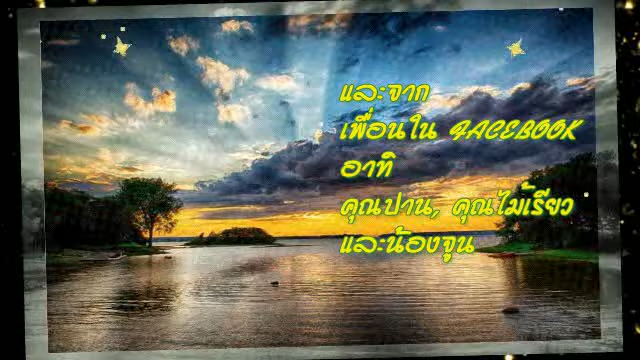 และจาก
เพื่อนใน FACEBOOK
อาทิ
คุณปาน, คุณไม้เรียว
และน้องจูน